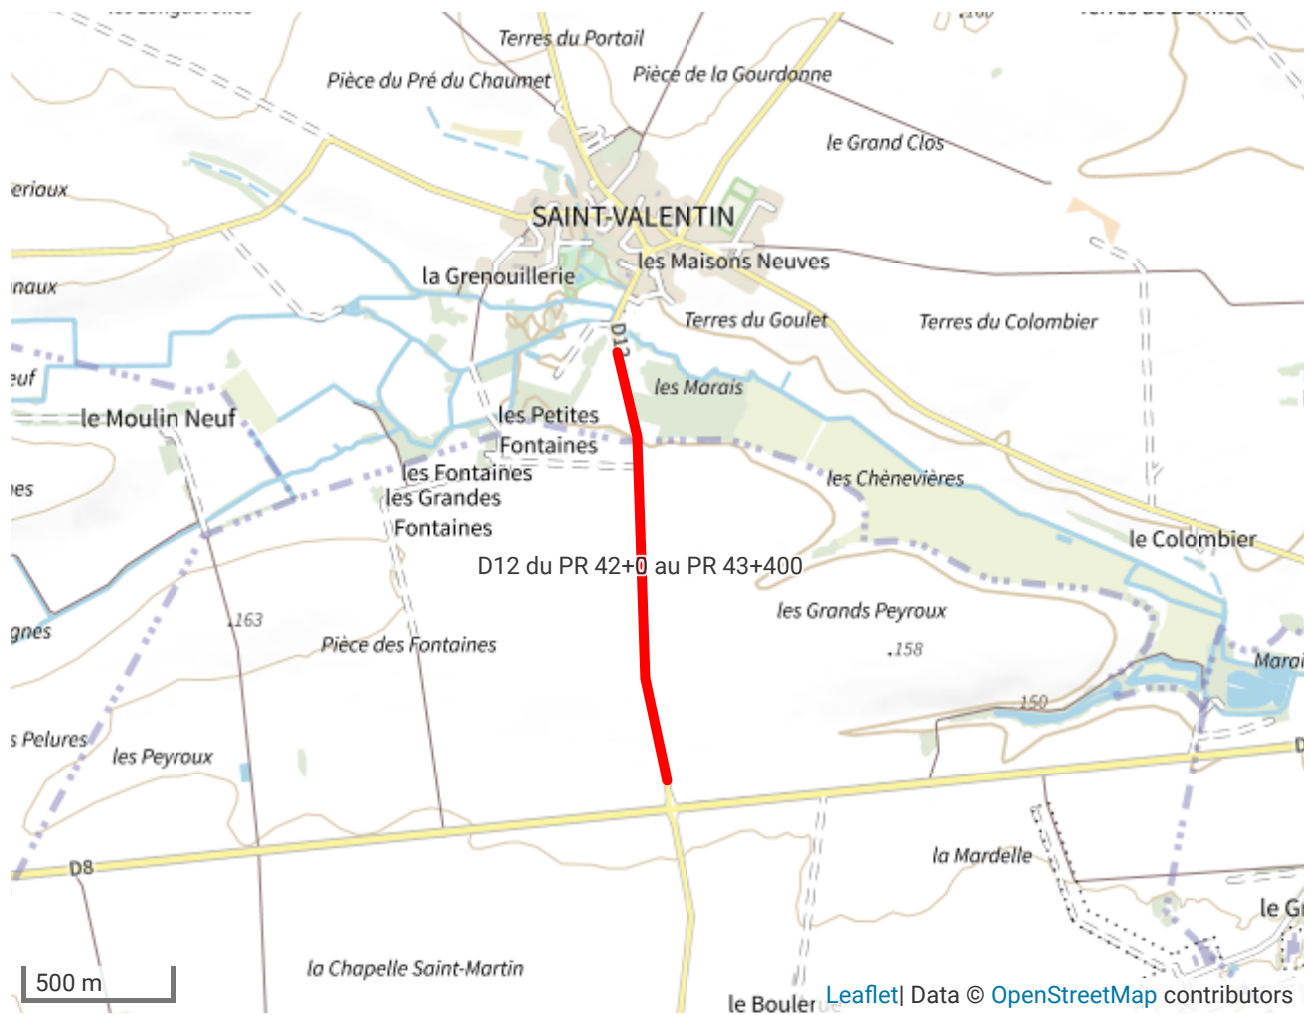 Terres du Portail
Pièce du Pré du Chaumet
Pièce de la Gourdonne
le Grand Clos
eriaux
SAINT-VALENTIN
les Maisons Neuves
la Grenouillerie
naux
Terres du Goulet
Terres du Colombier
D12
euf
les Marais
le Moulin Neuf
les Petites
Fontaines
les Fontaines
les Chènevières
nes
les Grandes
Fontaines
le Colombier
D12 du PR 42+0 au PR 43+400
les Grands Peyroux
.163
gnes
Pièce des Fontaines
.158
Marai
150
s Pelures
les Peyroux
D
D8
la Mardelle
le Gr
la Chapelle Saint-Martin
500 m
le Boulerue
Leaflet| Data © OpenStreetMap contributors